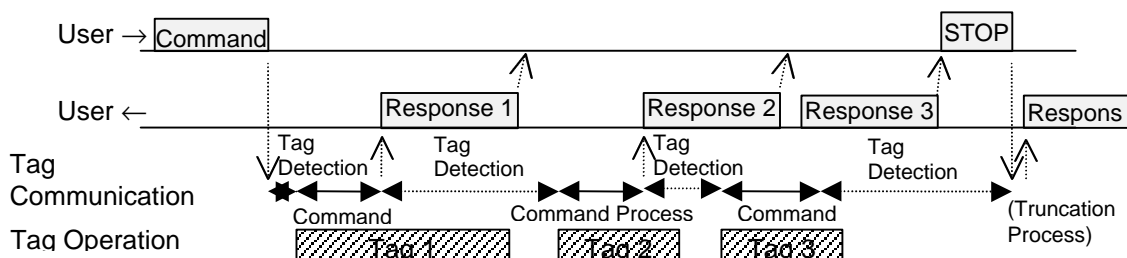 User → Command STOP
User ← Response 1 Response 2 Response 3 Respons
Tag Detection
Tag Detection
Tag Detection
Tag Detection
Tag Communication
Command
Command Process
Command
(Truncation Process)
Tag Operation Tag 1 Tag 2 Tag 3